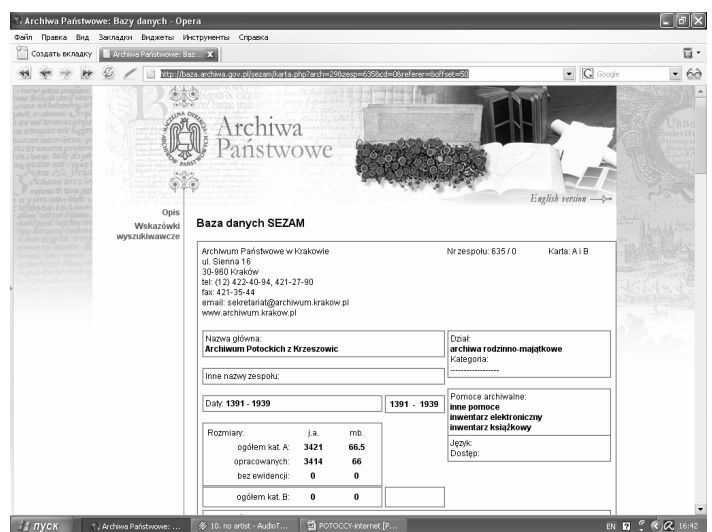 Archiwa Państwowe: Bazy danych - Opera
Файл Правка Вид Закладки Виджеты Инструменты Справка
Создать вкладку Archiwa Państwowe: Baz... X
http://baza.archiwa.gov.pl/sezam/karta.php?arch=29&zesp=635&cd=0&referer=&offset=50
Google
Archiwa
Państwowe
English version
Opis
Wskazówki
wyszukiwawcze
Baza danych SEZAM
Archiwum Państwowe w Krakowie
Nr zespołu: 635 / 0 Karta: A i B
ul. Sienna 16
30-960 Kraków
tel: (12) 422-40-94, 421-
27-90
fax: 421-35-44
email: sekretariat@archiwum.krakow.pl
www.archiwum.krakow.pl
Nazwa główna:
Archiwum Potockich z Krzeszowic
Dział:
archiwa rodzinno-majątkowe
Kategoria:
-----------------
Inne nazwy zespołu:
Daty: 1391 - 1939
1391 - 1939
Pomoce archiwalne:
inne pomoce
inwentarz elektroniczny
inwentarz książkowy
Język:
Dostęp:
Rozmiary: j.a. mb.
ogółem kat. A: 3421 66.5
opracowanych: 3414 66
bez ewidencji: 0 0
ogółem kat. B: 0 0
пуск
Archiwa Państwowe: ...
10. no artist - AudioT...
POTOCCY-internet [P...
EN
16:42